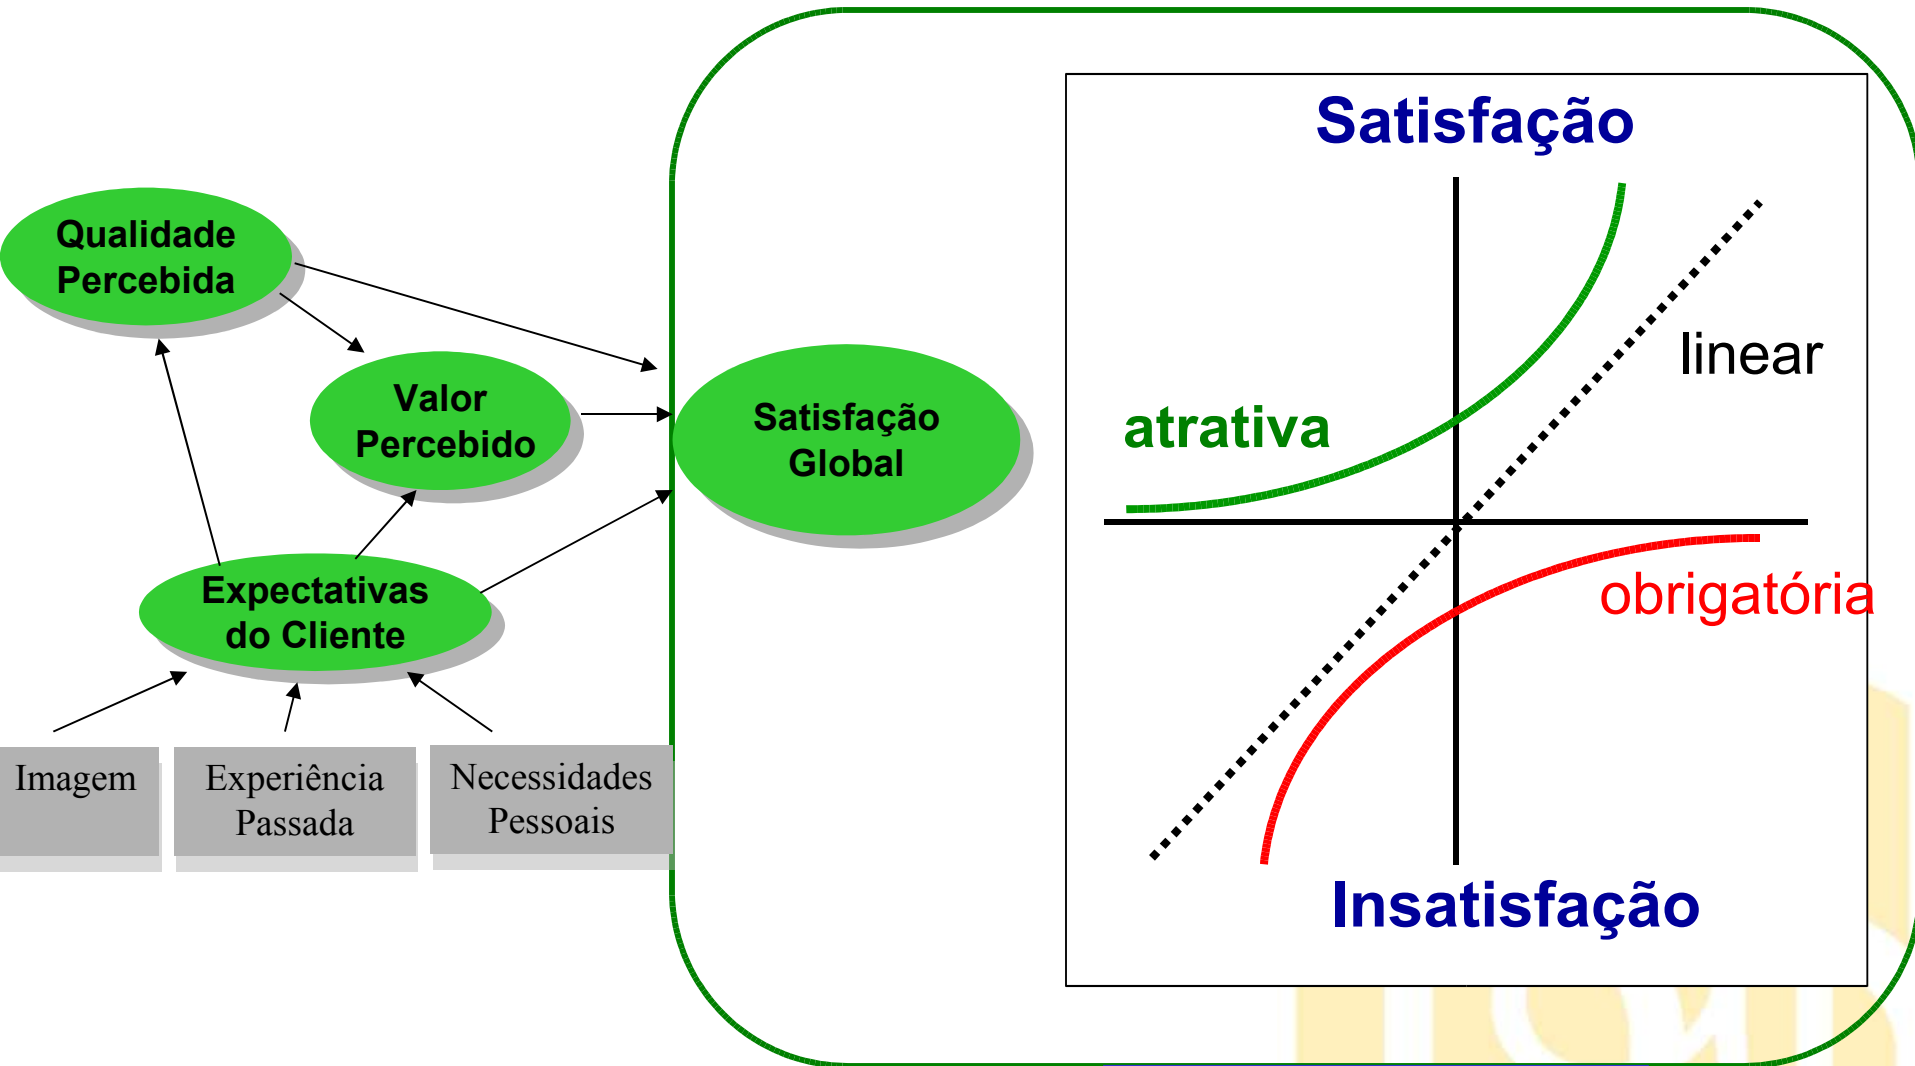 Qualidade
Percebida
Valor
Percebido
Expectativas
do Cliente
Imagem
Experiência
Passada
Necessidades
Pessoais
Satisfação
Global
Satisfação
linear
atrativa
obrigatória
Insatisfação